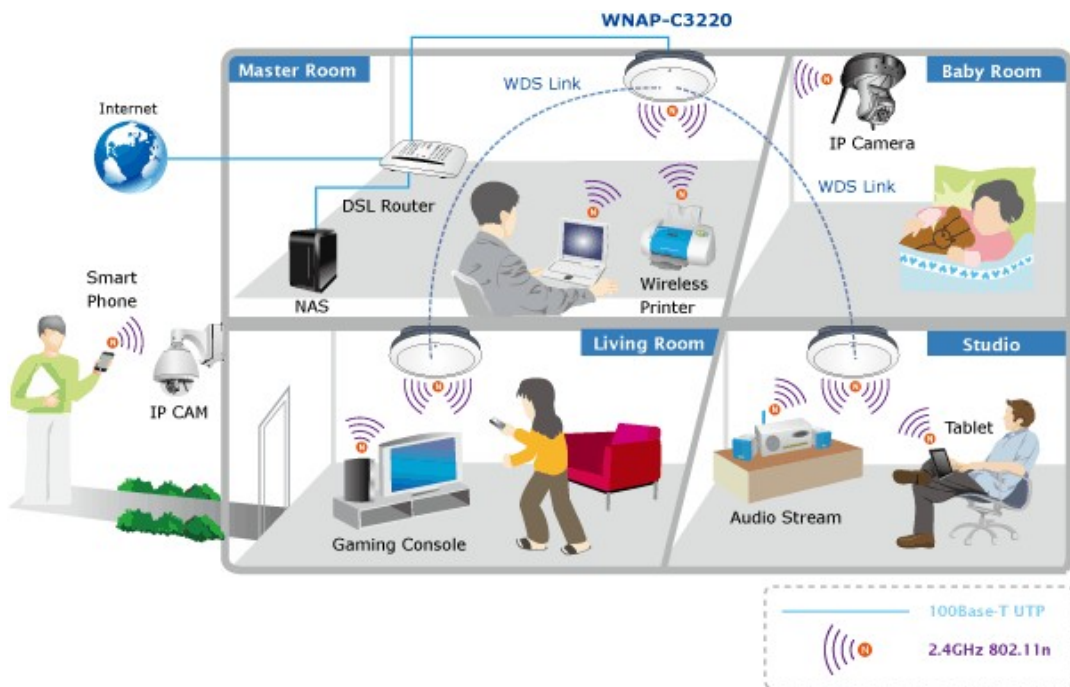 WNAP-C3220
Master Room
WDS Link
Baby Room
Internet
IP Camera
WDS Link
DSL Router
Smart
Phone
NAS
Wireless
Printer
Living Room
Studio
IP CAM
Tablet
Audio Stream
Gaming Console
100Base-T UTP
N
2.4GHz 802.11n